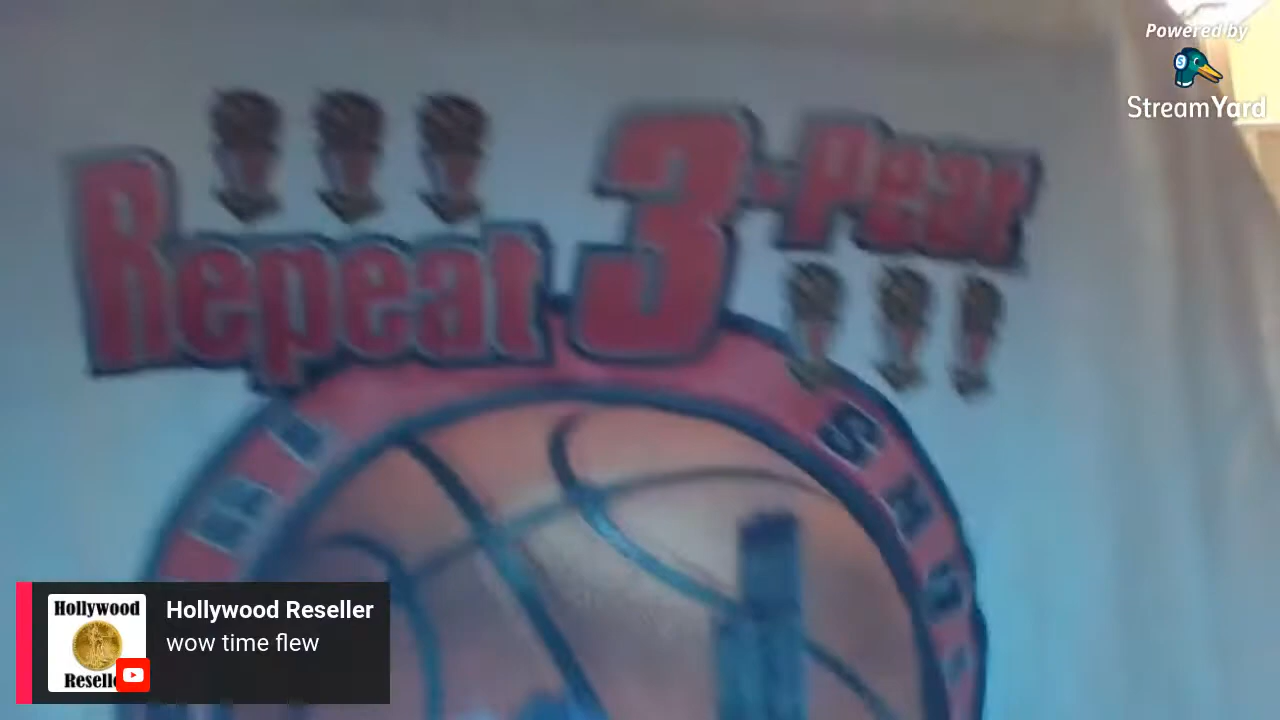 Powered by
StreamYard
Repeat 3-Peat
Hollywood Reseller
wow time flew
Hollywood